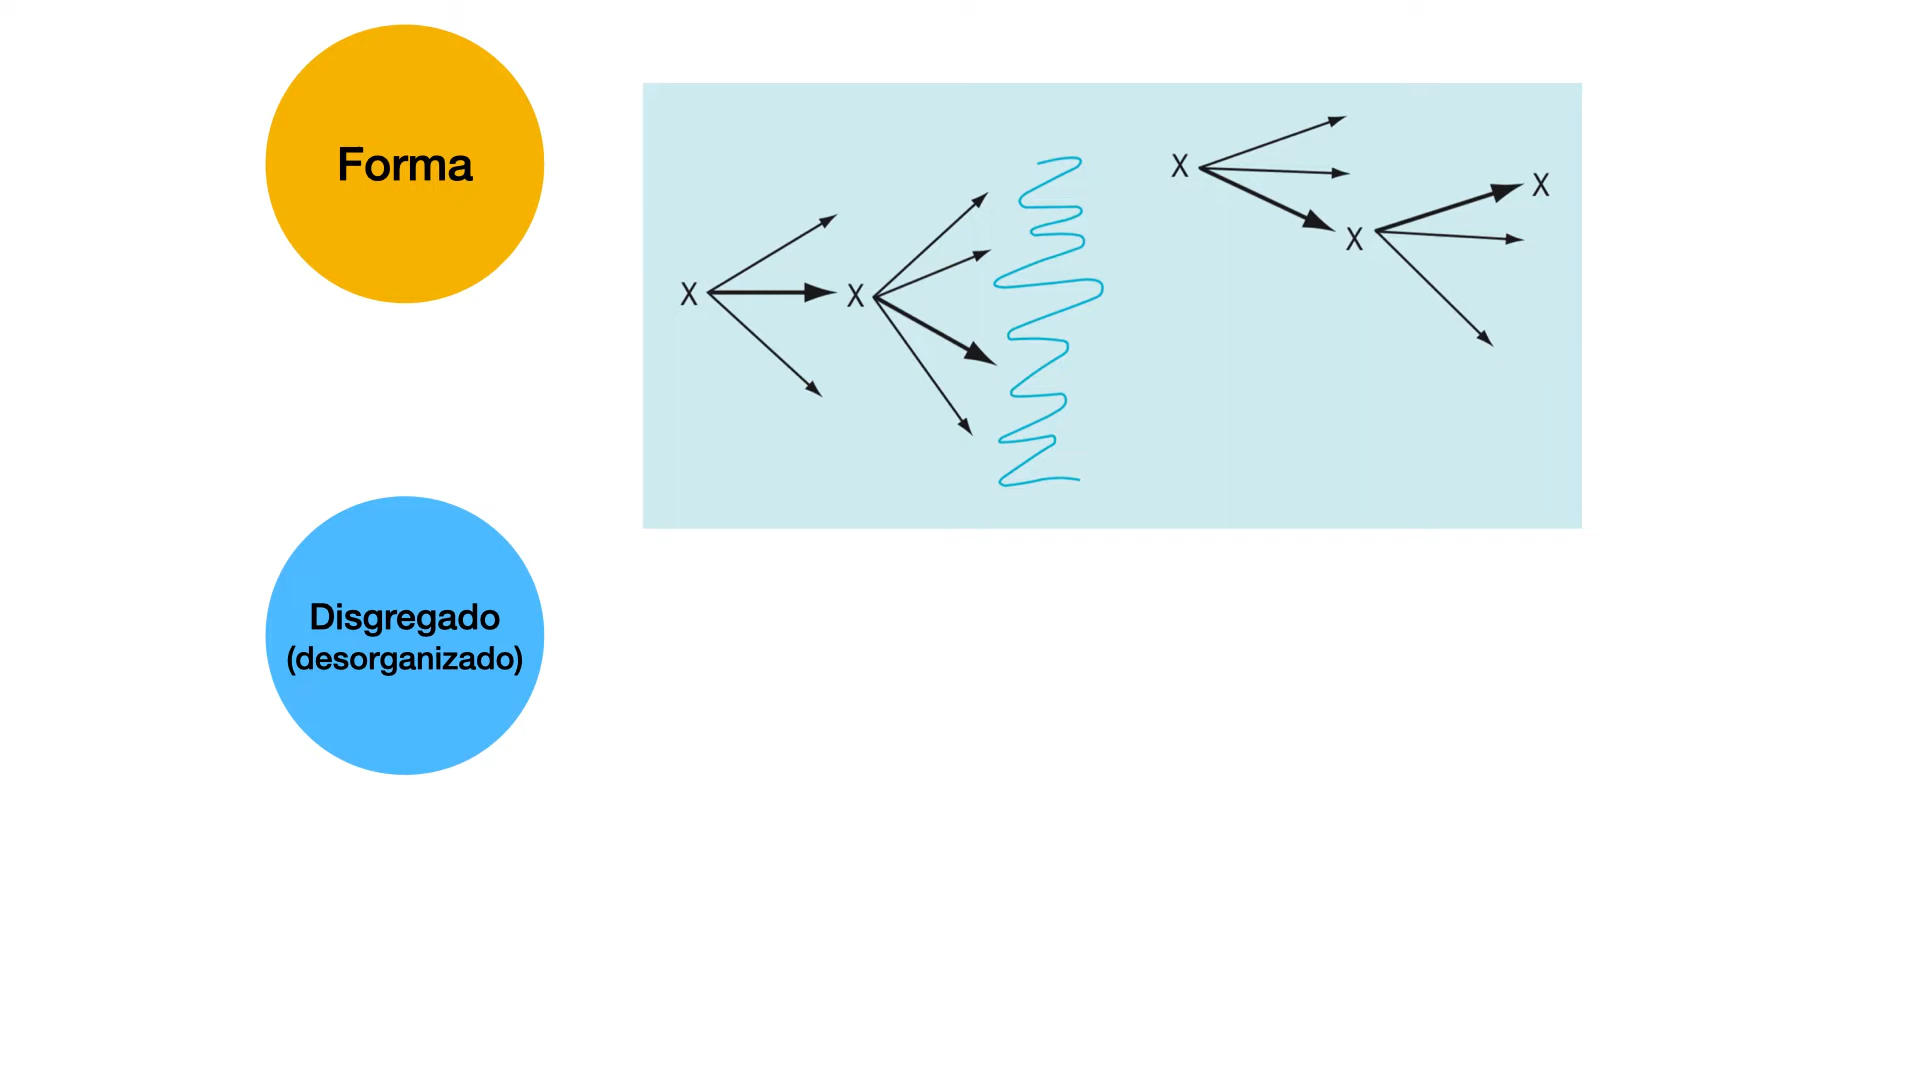 Forma
X
X
X
X
X
Disgregado
(desorganizado)